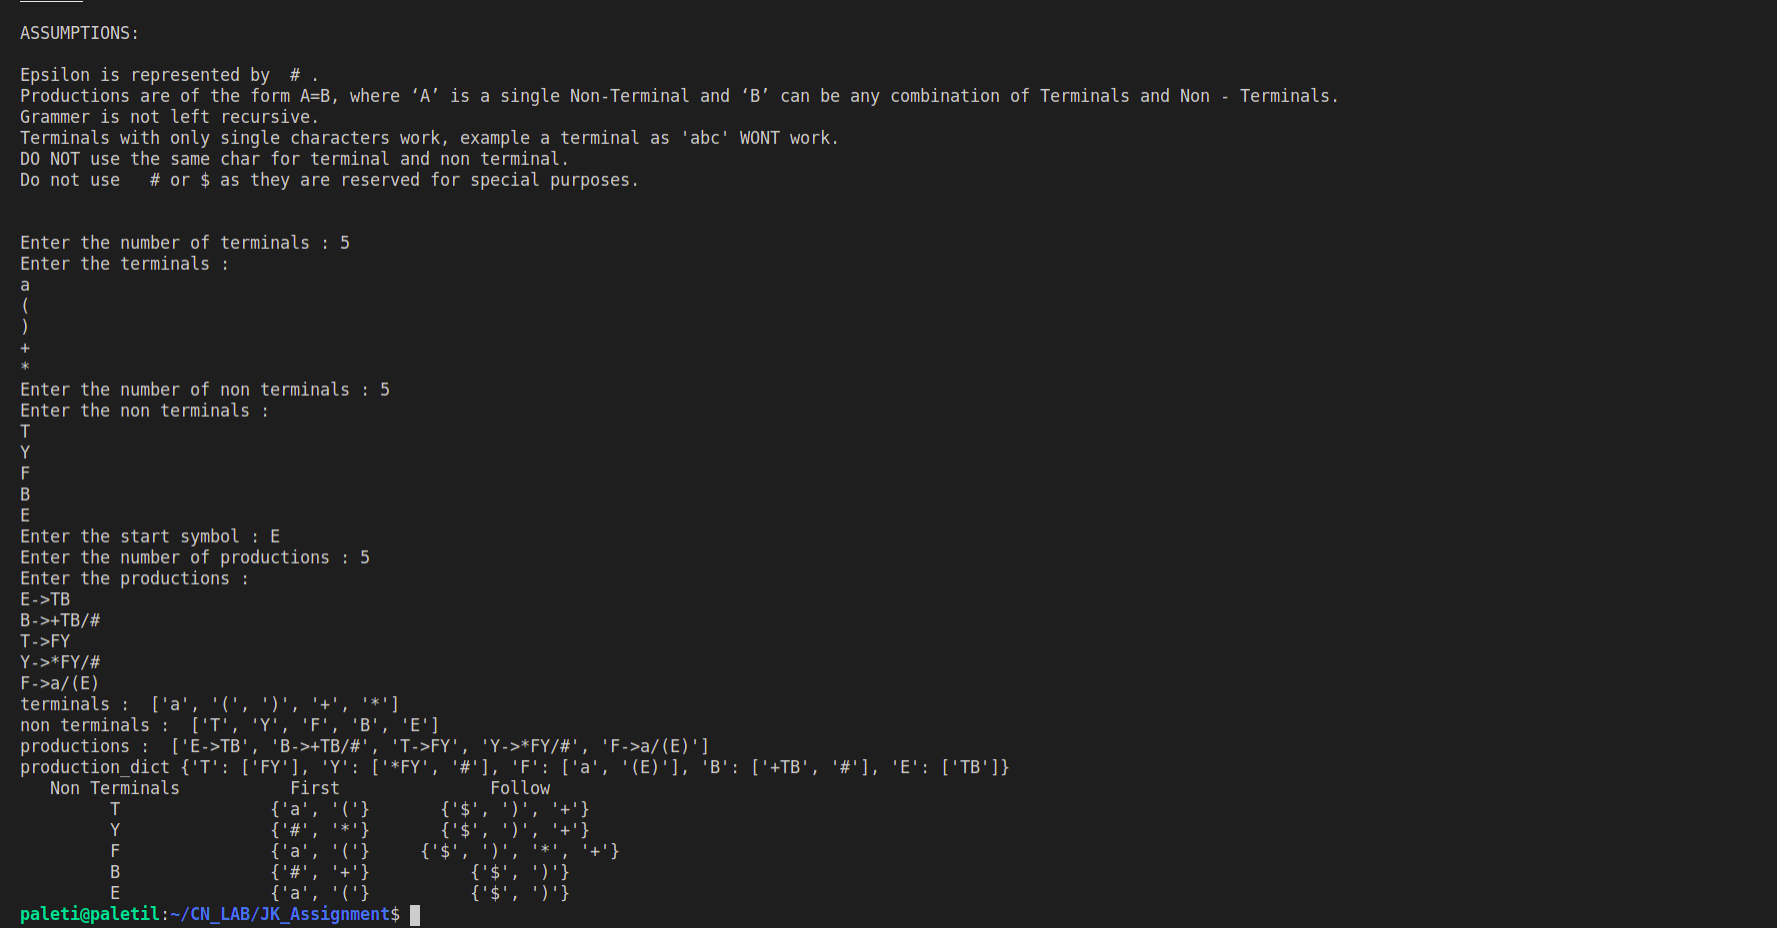 ASSUMPTIONS:
Epsilon is represented by  # .
Productions are of the form A=B, where ‘A’ is a single Non-Terminal and ‘B’ can be any combination of Terminals and Non - Terminals.
Grammer is not left recursive.
Terminals with only single characters work, example a terminal as 'abc' WONT work.
DO NOT use the same char for terminal and non terminal.
Do not use   # or $ as they are reserved for special purposes.
Enter the number of terminals : 5
Enter the terminals :
a
(
)
+
*
Enter the number of non terminals : 5
Enter the non terminals :
T
Y
F
B
E
Enter the start symbol : E
Enter the number of productions : 5
Enter the productions :
E->TB
B->+TB/#
T->FY
Y->*FY/#
F->a/(E)
terminals :  ['a', '(', ')', '+', '*']
non terminals :  ['T', 'Y', 'F', 'B', 'E']
productions :  ['E->TB', 'B->+TB/#', 'T->FY', 'Y->*FY/#', 'F->a/(E)']
production_dict {'T': ['FY'], 'Y': ['*FY', '#'], 'F': ['a', '(E)'], 'B': ['+TB', '#'], 'E': ['TB']}
   Non Terminals           First               Follow
         T               {'a', '('}       {'$', ')', '+'}
         Y               {'#', '*'}       {'$', ')', '+'}
         F               {'a', '('}     {'$', ')', '*', '+'}
         B               {'#', '+'}          {'$', ')'}
         E               {'a', '('}          {'$', ')'}
paleti@paletil:~/CN_LAB/JK_Assignment$